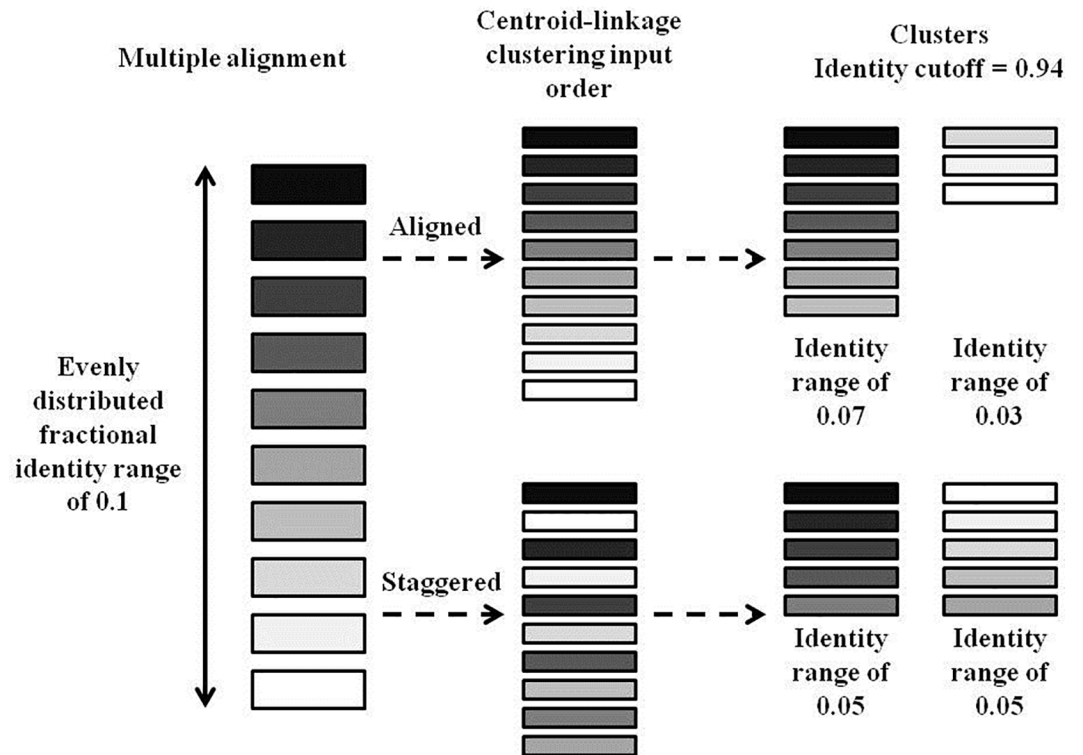 Multiple alignment
Centroid-linkage
clustering input
order
Clusters
Identity cutoff = 0.94
Evenly
distributed
fractional
identity range
of 0.1
Aligned
Identity
range of
0.07
Identity
range of
0.03
Staggered
Identity
range of
0.05
Identity
range of
0.05